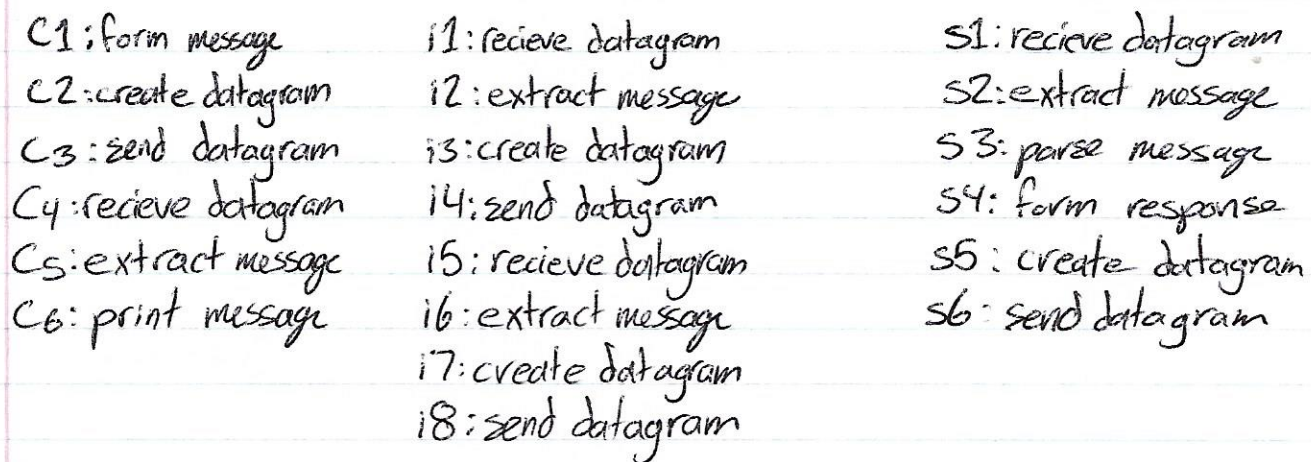 C1: form message
C2: create datagram
C3: send datagram
C4: recieve datagram
C5: extract message
C6: print message
i1: recieve datagram
i2: extract message
i3: create datagram
i4: send datagram
i5: recieve datagram
i6: extract message
i7: create datagram
i8: send datagram
S1: recieve datagram
S2: extract message
S3: parse message
S4: form response
S5: create datagram
S6: send datagram